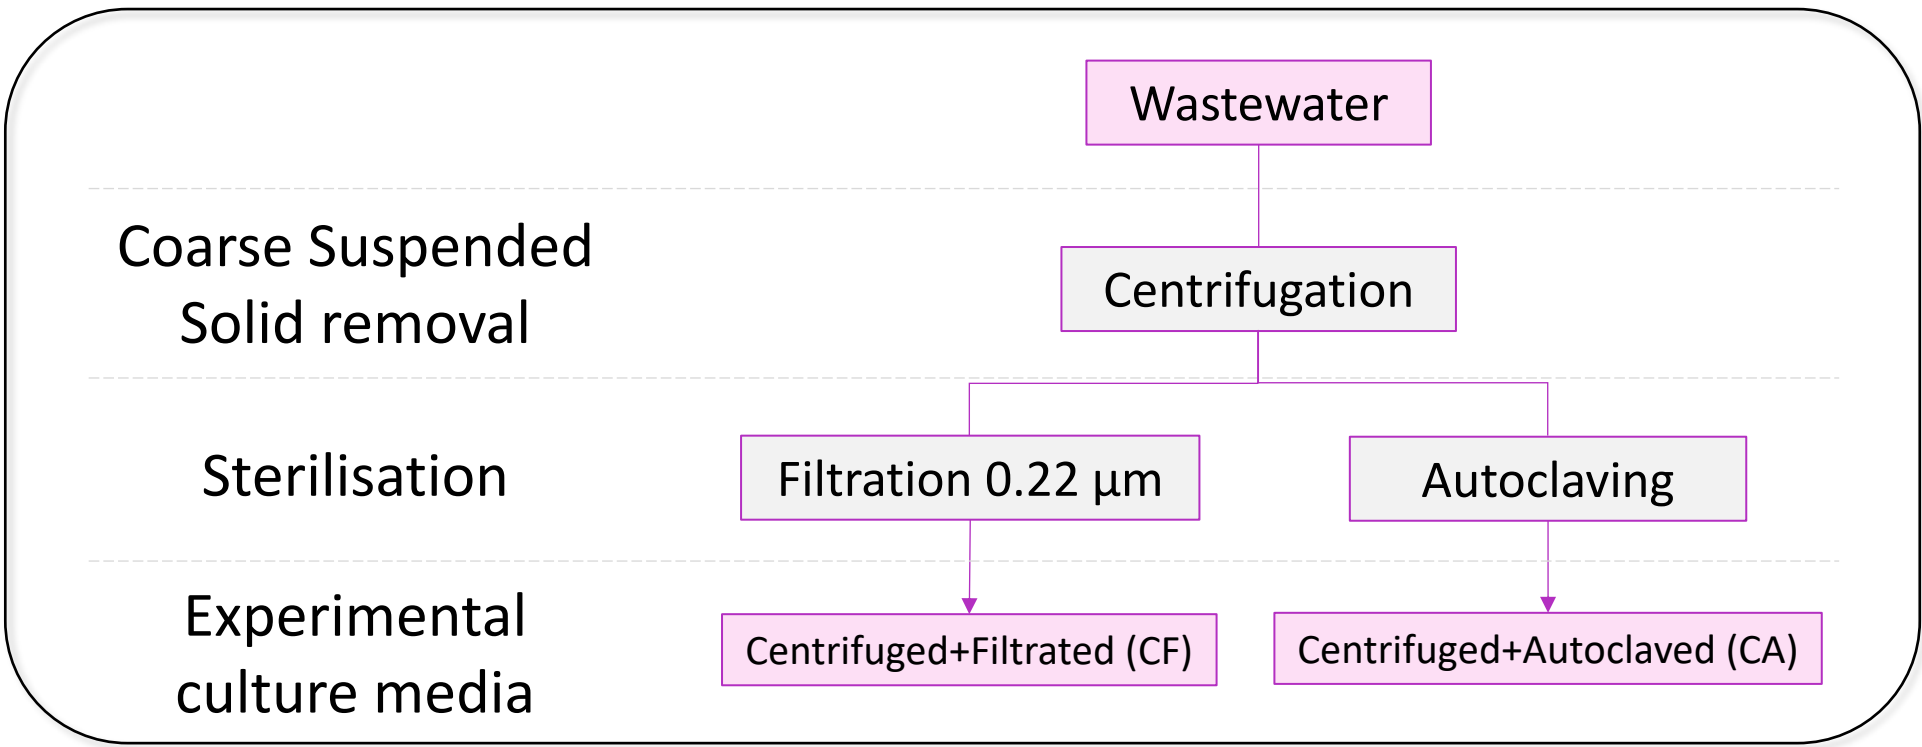 Wastewater
Coarse Suspended
Solid removal
Centrifugation
Sterilisation
Filtration 0.22 µm
Autoclaving
Experimental
culture media
Centrifuged+Filtrated (CF)
Centrifuged+Autoclaved (CA)